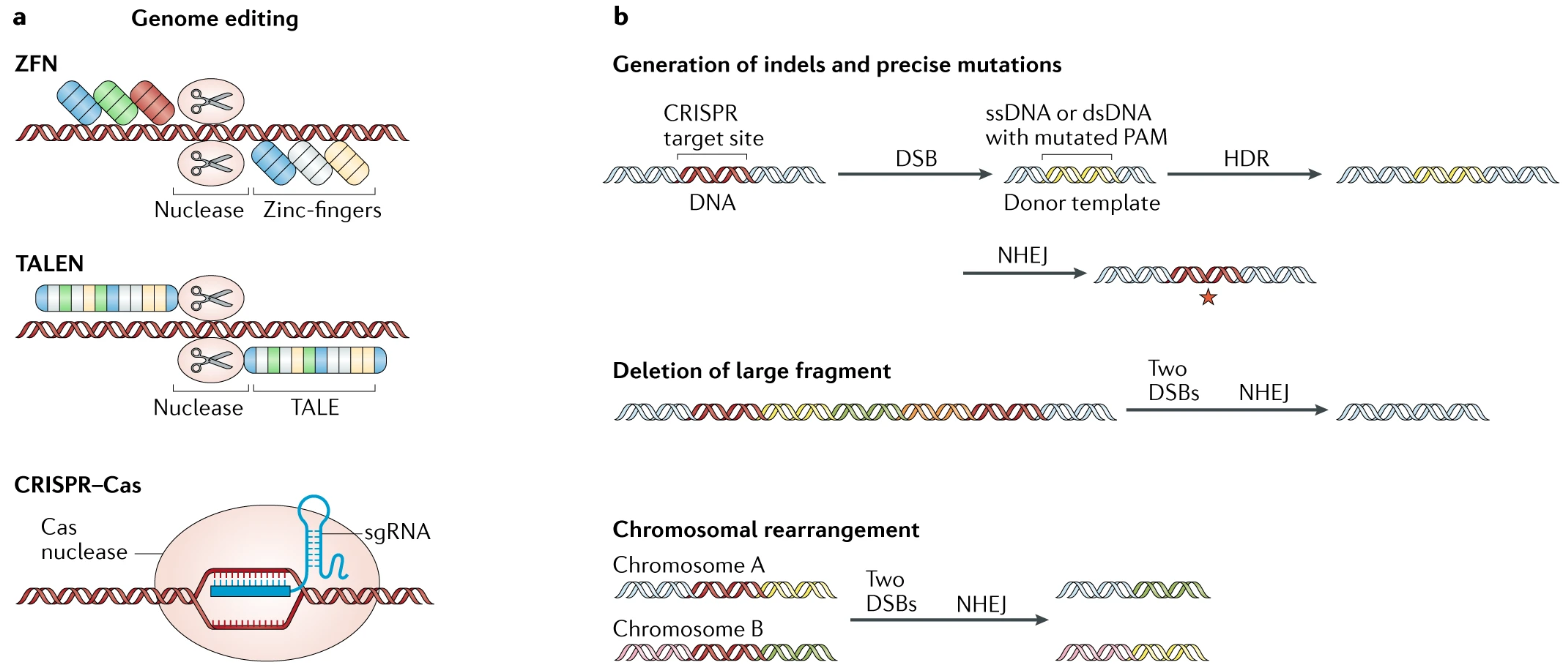 a
Genome editing
ZFN
Nuclease
Zinc-fingers
TALEN
Nuclease
TALE
CRISPR–Cas
Cas
nuclease
sgRNA
b
Generation of indels and precise mutations
CRISPR
target site
DNA
DSB
ssDNA or dsDNA
with mutated PAM
Donor template
HDR
NHEJ
Deletion of large fragment
Two
DSBs
NHEJ
Chromosomal rearrangement
Chromosome A
Chromosome B
Two
DSBs
NHEJ